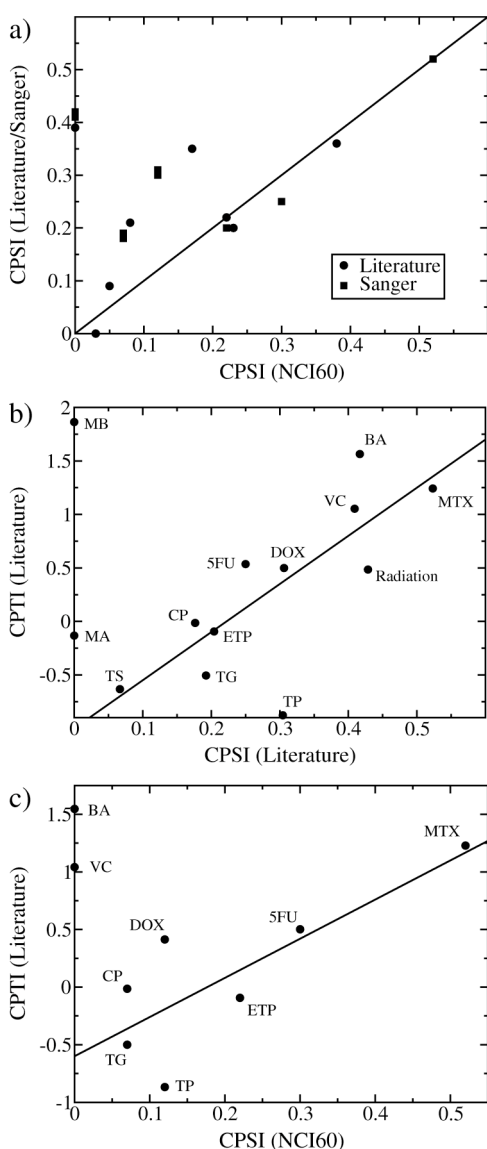 a)
CPSI (Literature/Sanger)
0.5
0.4
0.3
0.2
0.1
0
Literature
Sanger
0 0.1 0.2 0.3 0.4 0.5
CPSI (NCI60)
b)
CPTI (Literature)
2
1.5
1
0.5
0
-0.5
MB
BA
VC
MTX
5FU
DOX
Radiation
CP
ETP
MA
TS
TG
TP
0 0.1 0.2 0.3 0.4 0.5
CPSI (Literature)
c)
CPTI (Literature)
1.5
1
0.5
0
-0.5
-1
BA
MTX
VC
DOX
5FU
CP
ETP
TG
TP
0 0.1 0.2 0.3 0.4 0.5
CPSI (NCI60)